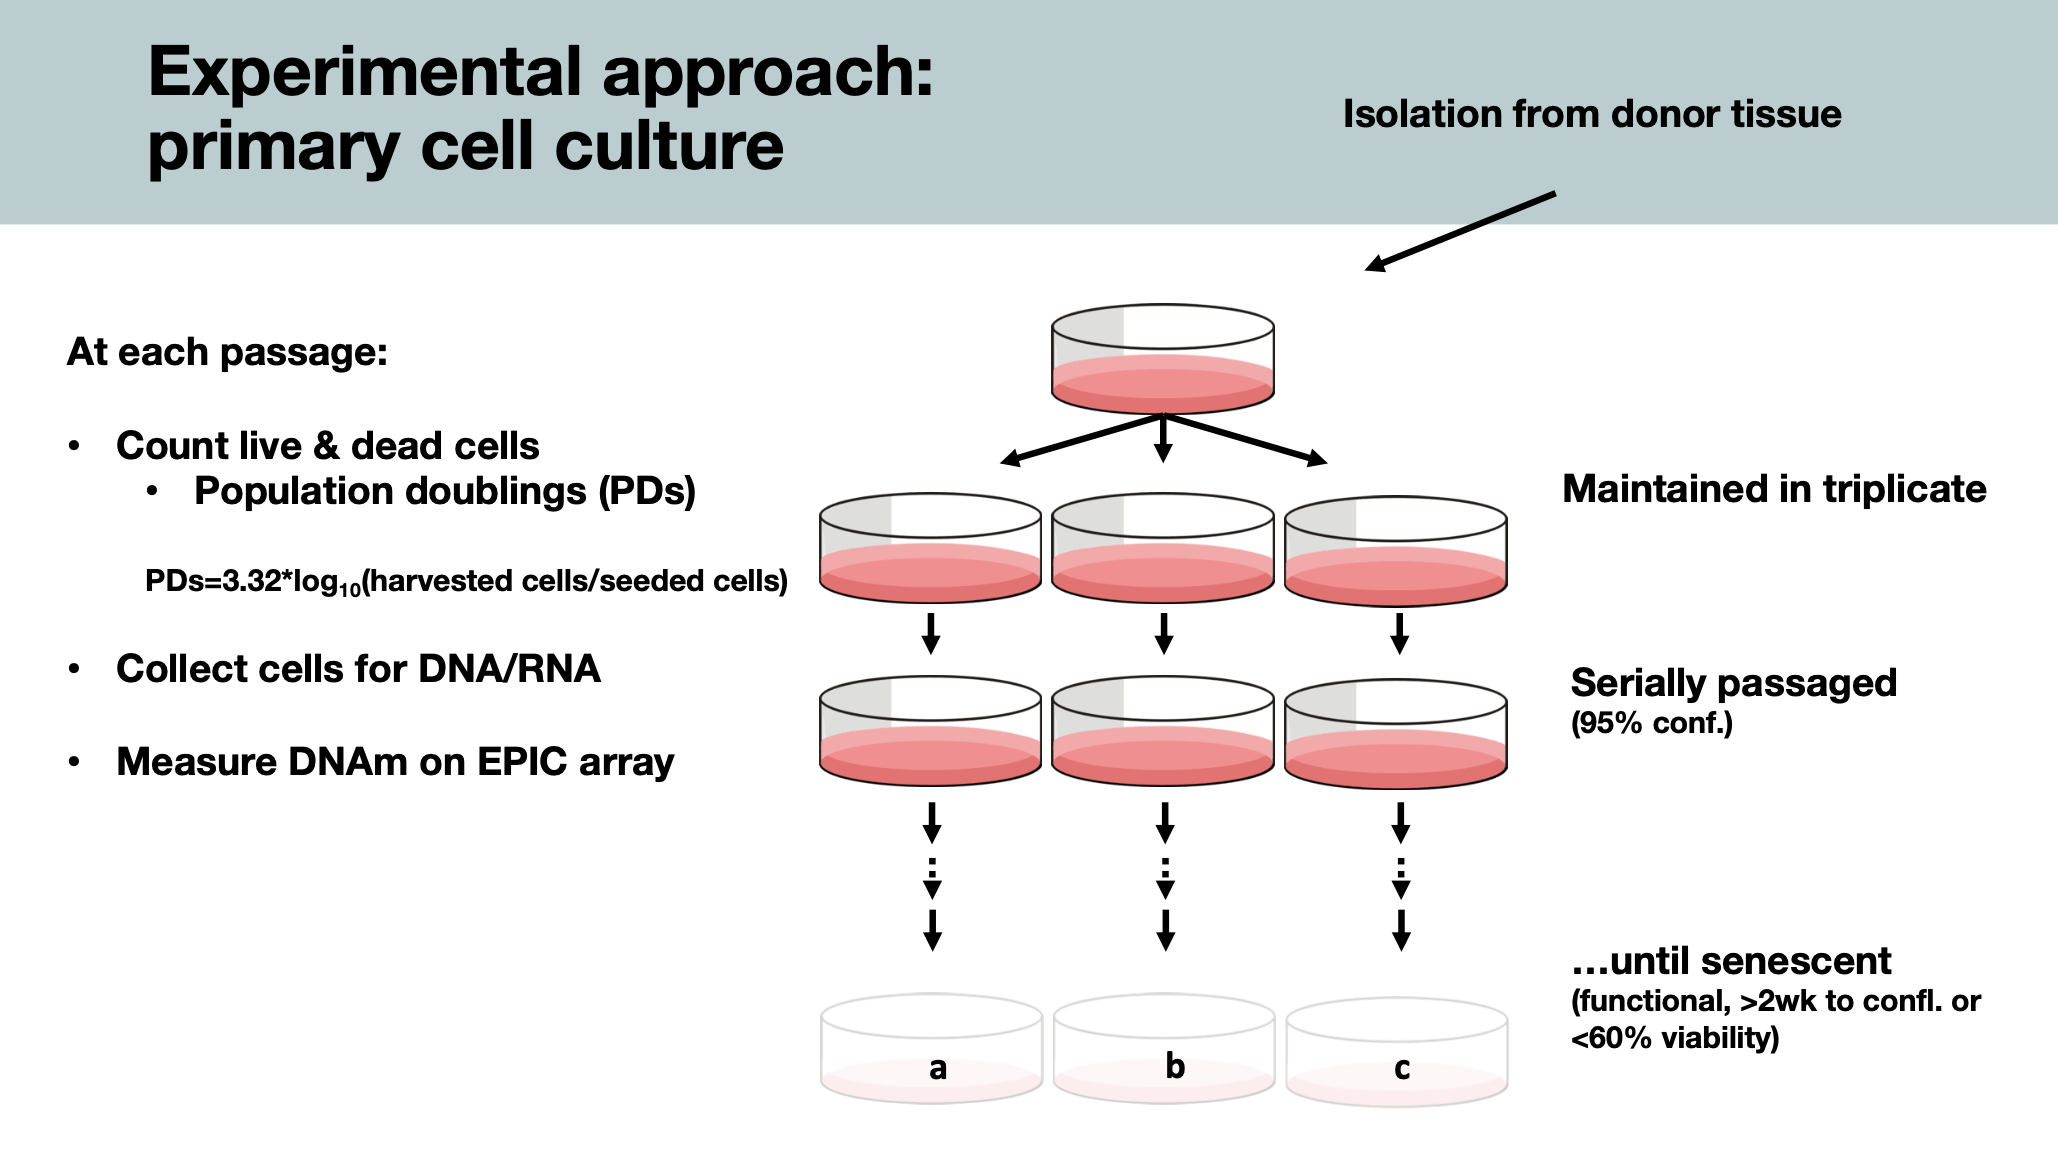 Experimental approach:
primary cell culture
Isolation from donor tissue
At each passage:
• Count live & dead cells
• Population doublings (PDs)
PDs=3.32*log₁₀(harvested cells/seeded cells)
• Collect cells for DNA/RNA
• Measure DNAm on EPIC array
Maintained in triplicate
Serially passaged
(95% conf.)
...until senescent
(functional, >2wk to confl. or
<60% viability)
a
b
c